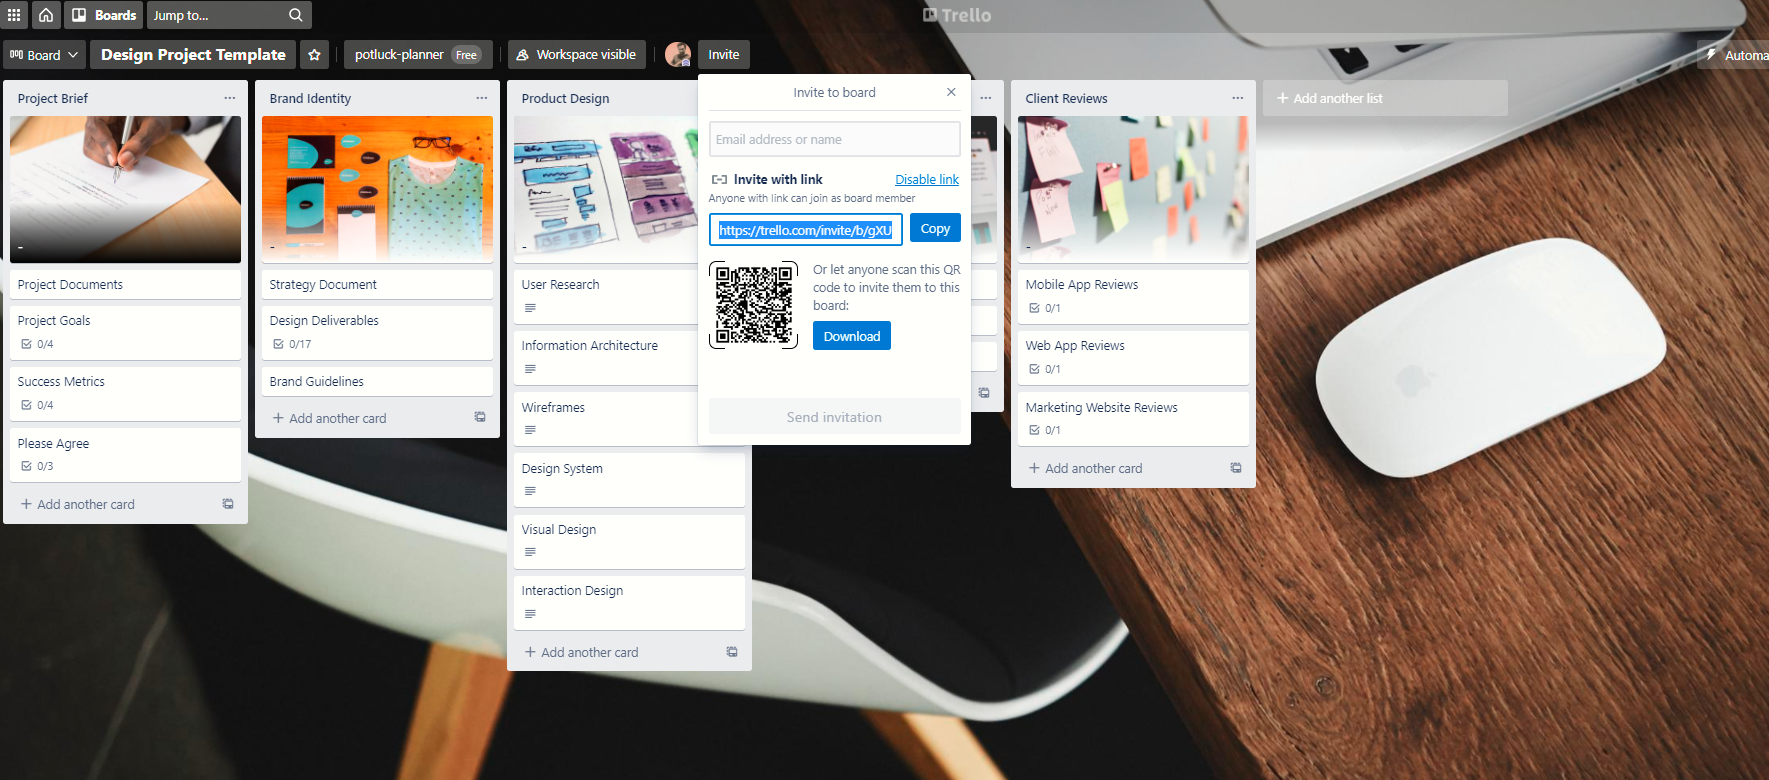 Boards
Jump to...
Trello
Board
Design Project Template
potluck-planner
Free
Workspace visible
Invite
Automa
Project Brief
-
Project Documents
Project Goals
0/4
Success Metrics
0/4
Please Agree
0/3
+ Add another card
Brand Identity
Strategy Document
Design Deliverables
0/17
Brand Guidelines
+ Add another card
Product Design
-
User Research
Information Architecture
Wireframes
Design System
Visual Design
Interaction Design
+ Add another card
Invite to board
Email address or name
Invite with link
Disable link
Anyone with link can join as board member
https://trello.com/invite/b/gXU
Copy
Or let anyone scan this QR
code to invite them to this
board:
Download
Send invitation
Client Reviews
-
Mobile App Reviews
0/1
Web App Reviews
0/1
Marketing Website Reviews
0/1
+ Add another card
+ Add another list